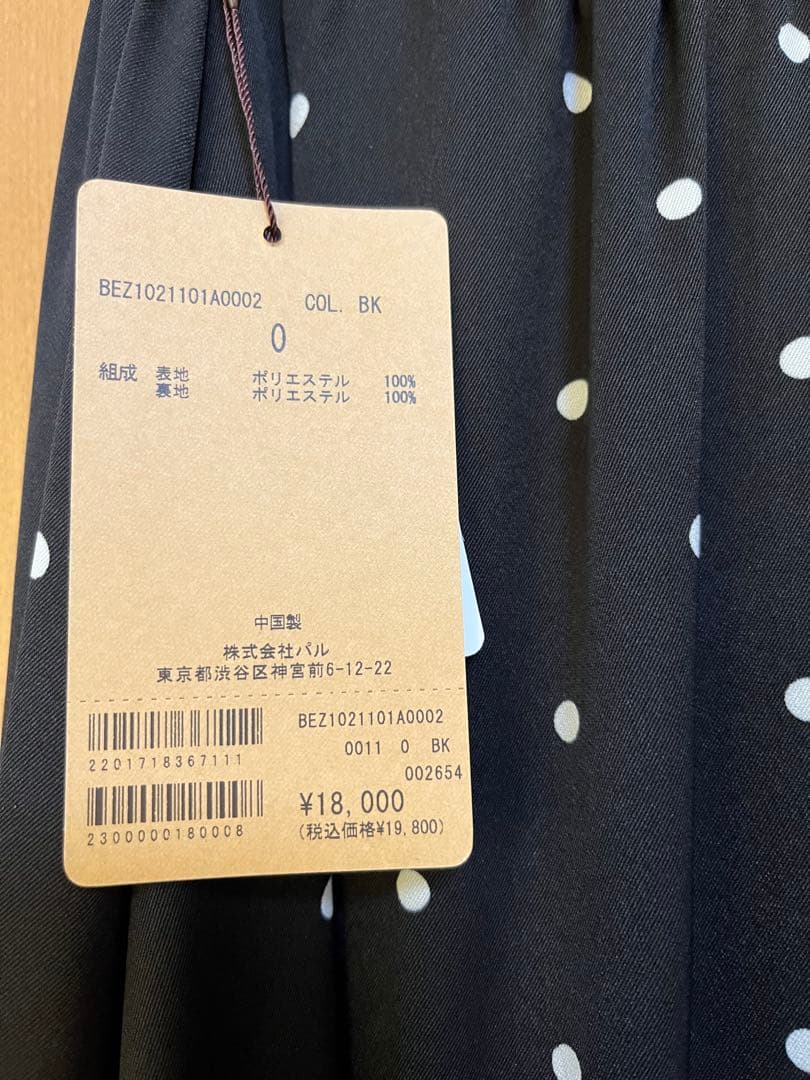 BEZ1021101A0002 COL. BK
0
組成 表地 ポリエステル 100%
裏地 ポリエステル 100%
中国製
株式会社パル
東京都渋谷区神宮前6-12-22
BEZ1021101A0002
0011 0 BK
002654
2201718367111
¥18,000
(税込価格¥19,800)
2300000180008